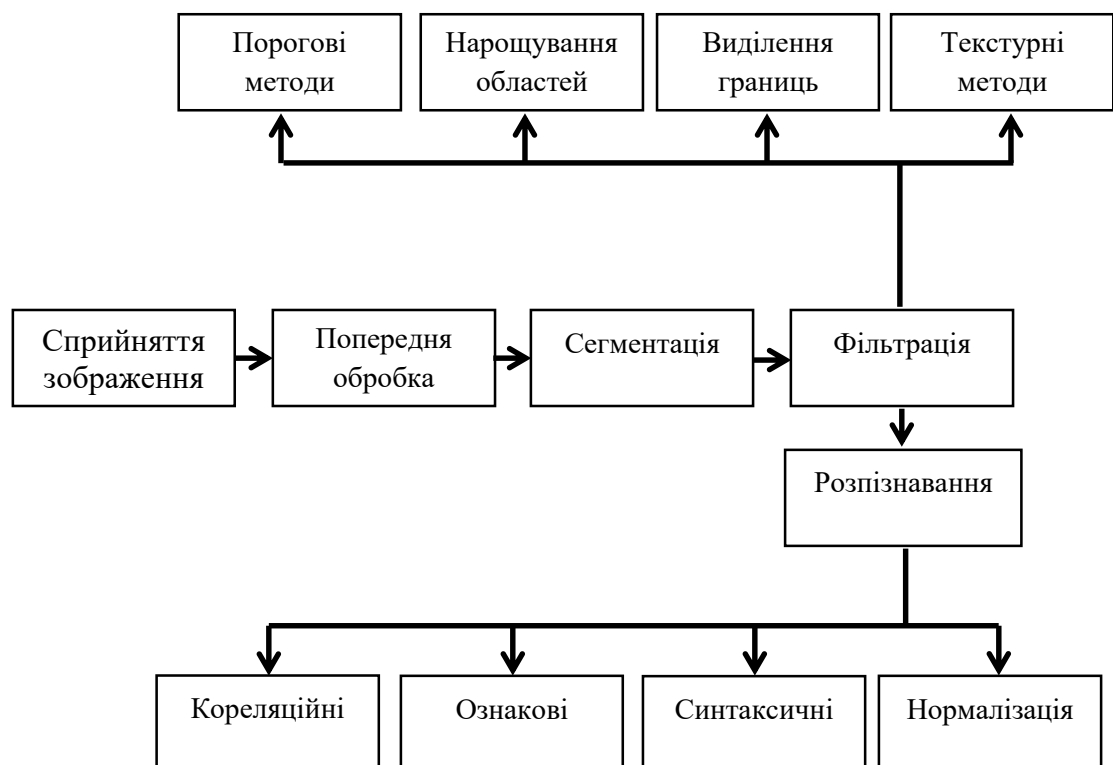 Порогові
методи
Нарощування
областей
Виділення
границь
Текстурні
методи
Сприйняття
зображення
Попередня
обробка
Сегментація
Фільтрація
Розпізнавання
Кореляційні
Ознакові
Синтаксичні
Нормалізація